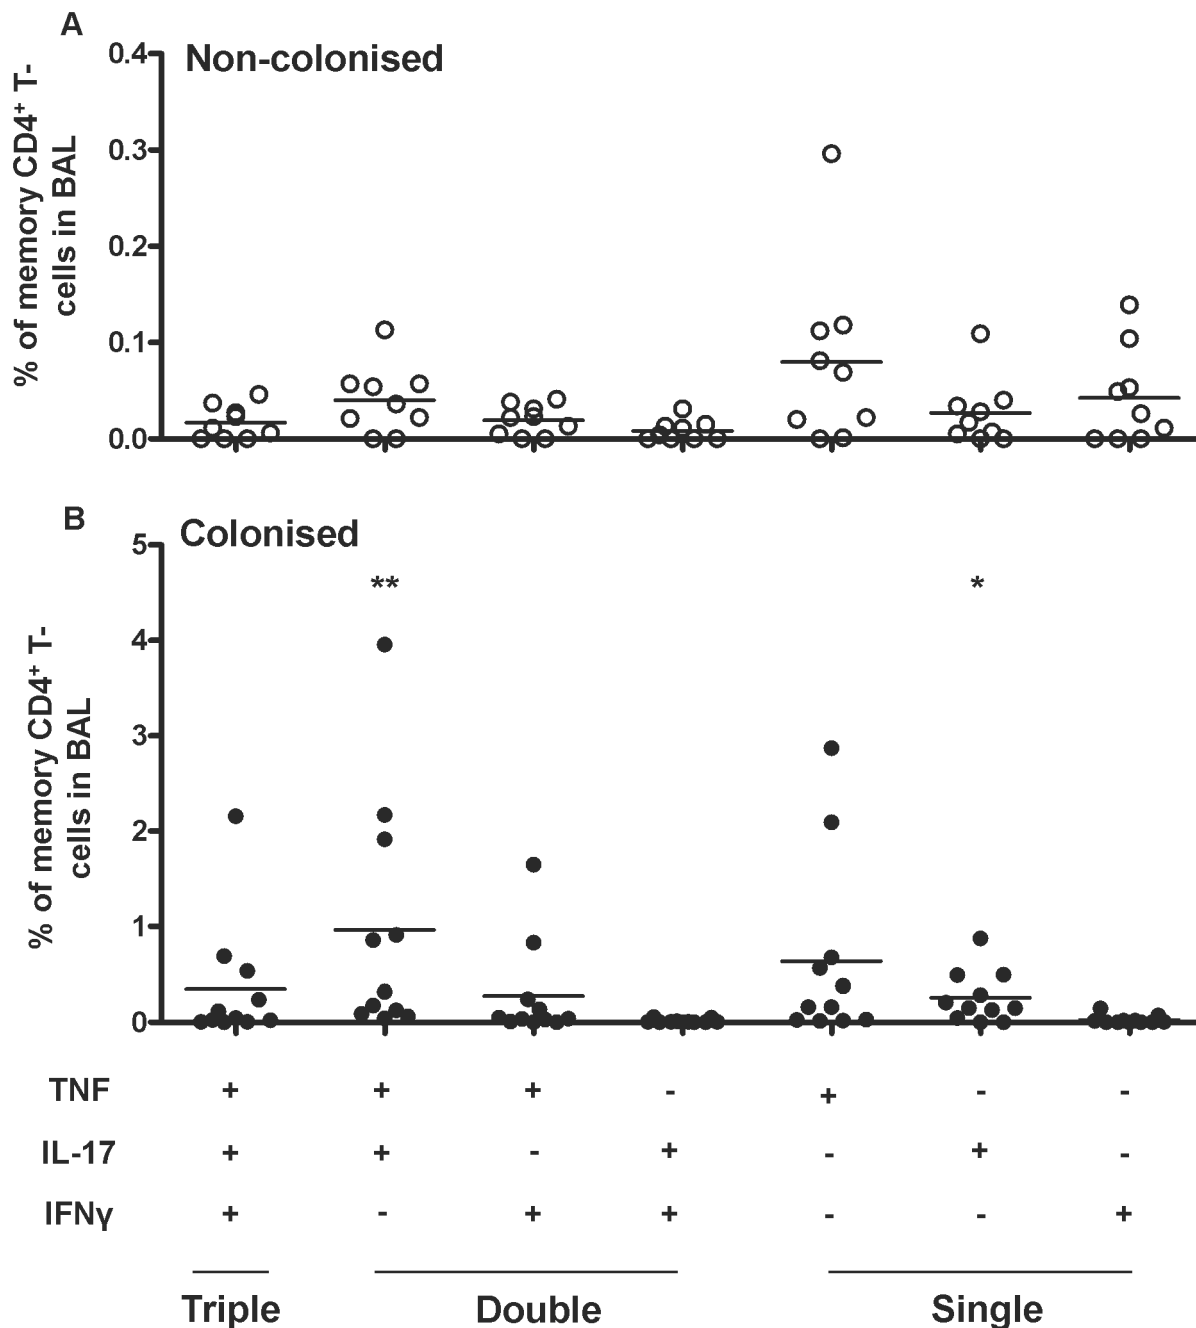 A
Non-colonised
0.4
0.3
0.2
0.1
0.0
% of memory CD4⁺ T-
cells in BAL
B
Colonised
5
4
3
2
1
0
% of memory CD4⁺ T-
cells in BAL
** *
TNF + + + - + - -
IL-17 + + - + - + -
IFNγ + - + + - - +
Triple Double Single